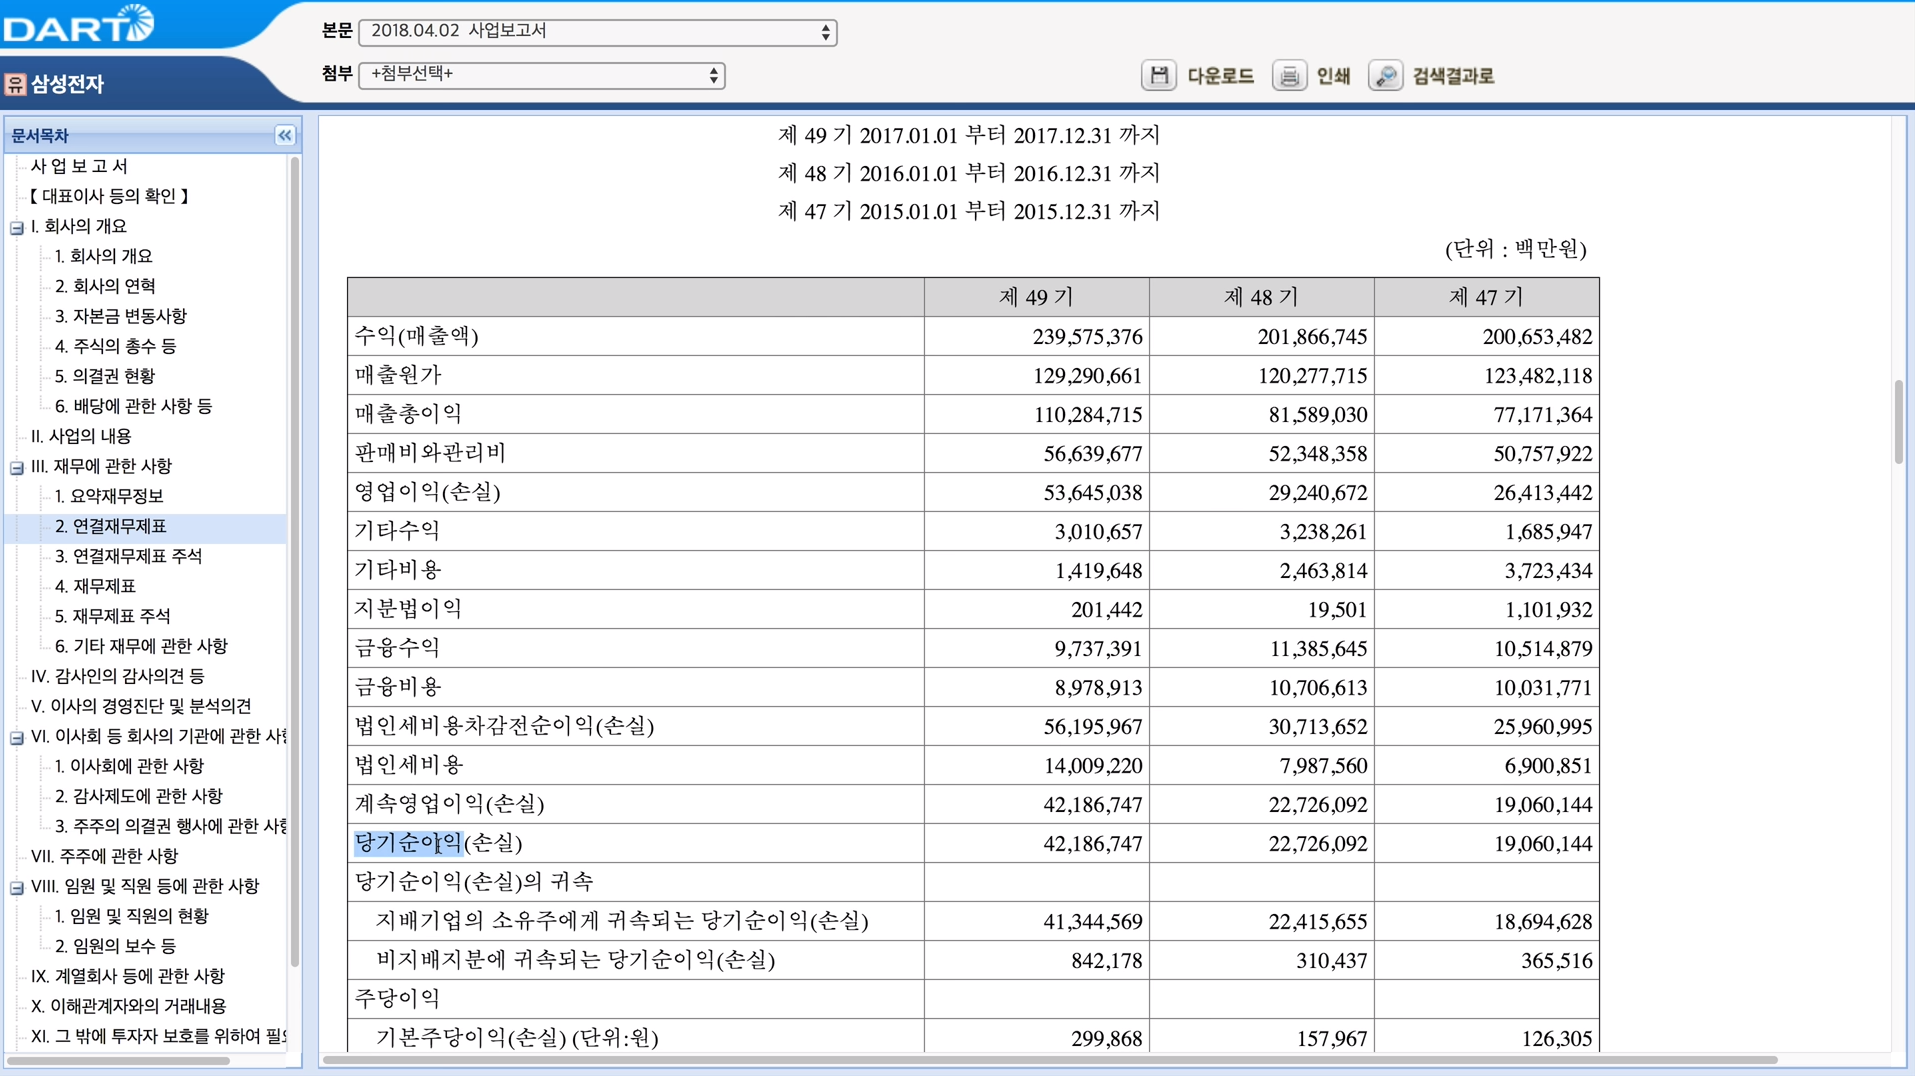 DART
본문 2018.04.02 사업보고서
첨부 +첨부선택+
유 삼성전자
다운로드 인쇄 검색결과로
문서목차
사 업 보 고 서
【 대표이사 등의 확인 】
I. 회사의 개요
1. 회사의 개요
2. 회사의 연혁
3. 자본금 변동사항
4. 주식의 총수 등
5. 의결권 현황
6. 배당에 관한 사항 등
II. 사업의 내용
III. 재무에 관한 사항
1. 요약재무정보
2. 연결재무제표
3. 연결재무제표 주석
4. 재무제표
5. 재무제표 주석
6. 기타 재무에 관한 사항
IV. 감사인의 감사의견 등
V. 이사의 경영진단 및 분석의견
VI. 이사회 등 회사의 기관에 관한 사항
1. 이사회에 관한 사항
2. 감사제도에 관한 사항
3. 주주의 의결권 행사에 관한 사항
VII. 주주에 관한 사항
VIII. 임원 및 직원 등에 관한 사항
1. 임원 및 직원의 현황
2. 임원의 보수 등
IX. 계열회사 등에 관한 사항
X. 이해관계자와의 거래내용
XI. 그 밖에 투자자 보호를 위하여 필요
제 49 기 2017.01.01 부터 2017.12.31 까지
제 48 기 2016.01.01 부터 2016.12.31 까지
제 47 기 2015.01.01 부터 2015.12.31 까지
(단위 : 백만원)
제 49 기 제 48 기 제 47 기
수익(매출액) 239,575,376 201,866,745 200,653,482
매출원가 129,290,661 120,277,715 123,482,118
매출총이익 110,284,715 81,589,030 77,171,364
판매비와관리비 56,639,677 52,348,358 50,757,922
영업이익(손실) 53,645,038 29,240,672 26,413,442
기타수익 3,010,657 3,238,261 1,685,947
기타비용 1,419,648 2,463,814 3,723,434
지분법이익 201,442 19,501 1,101,932
금융수익 9,737,391 11,385,645 10,514,879
금융비용 8,978,913 10,706,613 10,031,771
법인세비용차감전순이익(손실) 56,195,967 30,713,652 25,960,995
법인세비용 14,009,220 7,987,560 6,900,851
계속영업이익(손실) 42,186,747 22,726,092 19,060,144
당기순이익(손실) 42,186,747 22,726,092 19,060,144
당기순이익(손실)의 귀속
지배기업의 소유주에게 귀속되는 당기순이익(손실) 41,344,569 22,415,655 18,694,628
비지배지분에 귀속되는 당기순이익(손실) 842,178 310,437 365,516
주당이익
기본주당이익(손실) (단위:원) 299,868 157,967 126,305